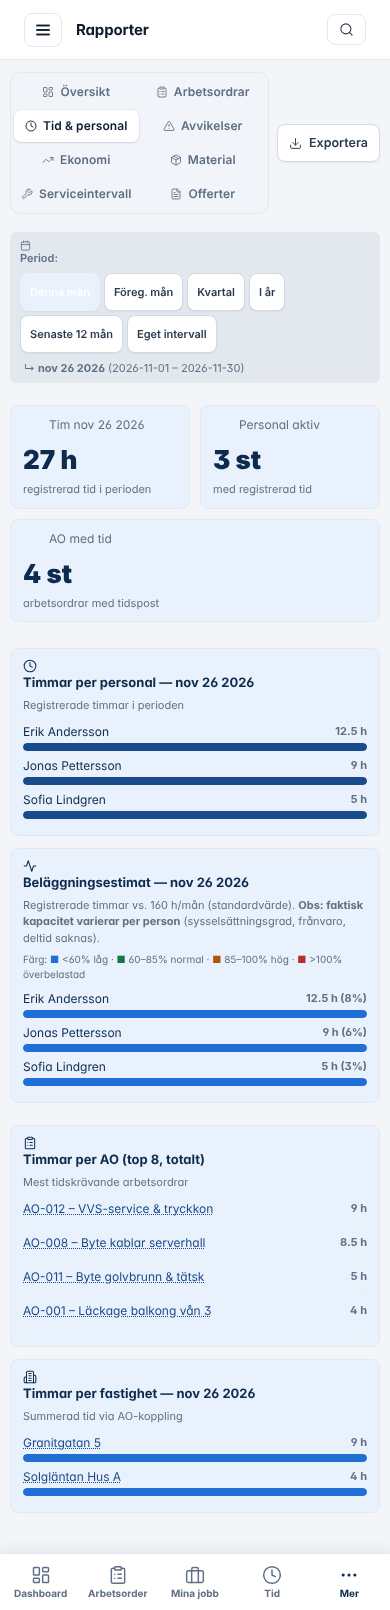 Rapporter
Översikt
Arbetsordrar
Tid & personal
Avvikelser
Ekonomi
Material
Serviceintervall
Offerter
Exportera
Period:
Denna mån
Föreg. mån
Kvartal
I år
Senaste 12 mån
Eget intervall
↳ nov 26 2026 (2026-11-01 – 2026-11-30)
Tim nov 26 2026
27 h
registrerad tid i perioden
Personal aktiv
3 st
med registrerad tid
AO med tid
4 st
arbetsordrar med tidspost
Timmar per personal — nov 26 2026
Registrerade timmar i perioden
Erik Andersson 12.5 h
Jonas Pettersson 9 h
Sofia Lindgren 5 h
Beläggningsestimat — nov 26 2026
Registrerade timmar vs. 160 h/mån (standardvärde). Obs: faktisk
kapacitet varierar per person (sysselsättningsgrad, frånvaro,
deltid saknas).
Färg: ■ <60% låg · ■ 60–85% normal · ■ 85–100% hög · ■ >100%
överbelastad
Erik Andersson 12.5 h (8%)
Jonas Pettersson 9 h (6%)
Sofia Lindgren 5 h (3%)
Timmar per AO (top 8, totalt)
Mest tidskrävande arbetsordrar
AO-012 – VVS-service & tryckkon 9 h
AO-008 – Byte kablar serverhall 8.5 h
AO-011 – Byte golvbrunn & tätsk 5 h
AO-001 – Läckage balkong vån 3 4 h
Timmar per fastighet — nov 26 2026
Summerad tid via AO-koppling
Granitgatan 5 9 h
Solgläntan Hus A 4 h
Dashboard
Arbetsorder
Mina jobb
Tid
Mer